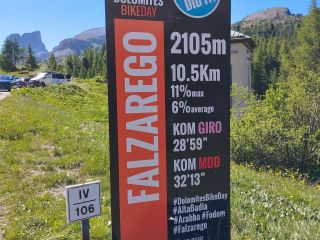 DOLOMITES
BIKEDAY
FALZAREGO
2105m
10.5Km
11%max
6%average
KOM GIRO
28'59"
KOM MDD
32'13"
#DolomitesBikeDay
#AltaBadia
#Arabba #Fodom
#Falzarego
IV
106